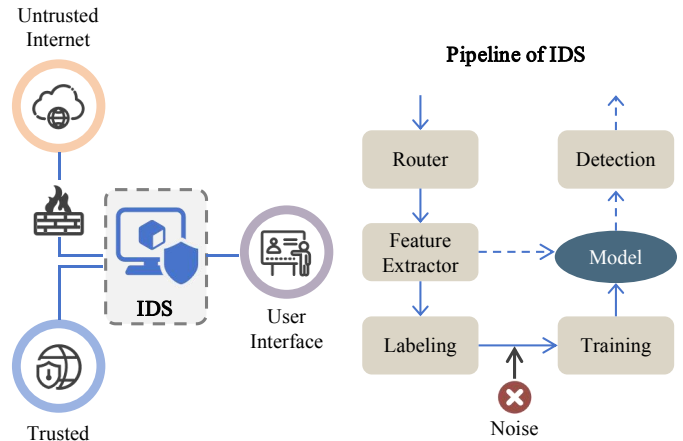 Untrusted
Internet
IDS
User
Interface
Trusted
Pipeline of IDS
Router
Detection
Feature
Extractor
Model
Labeling
Training
Noise